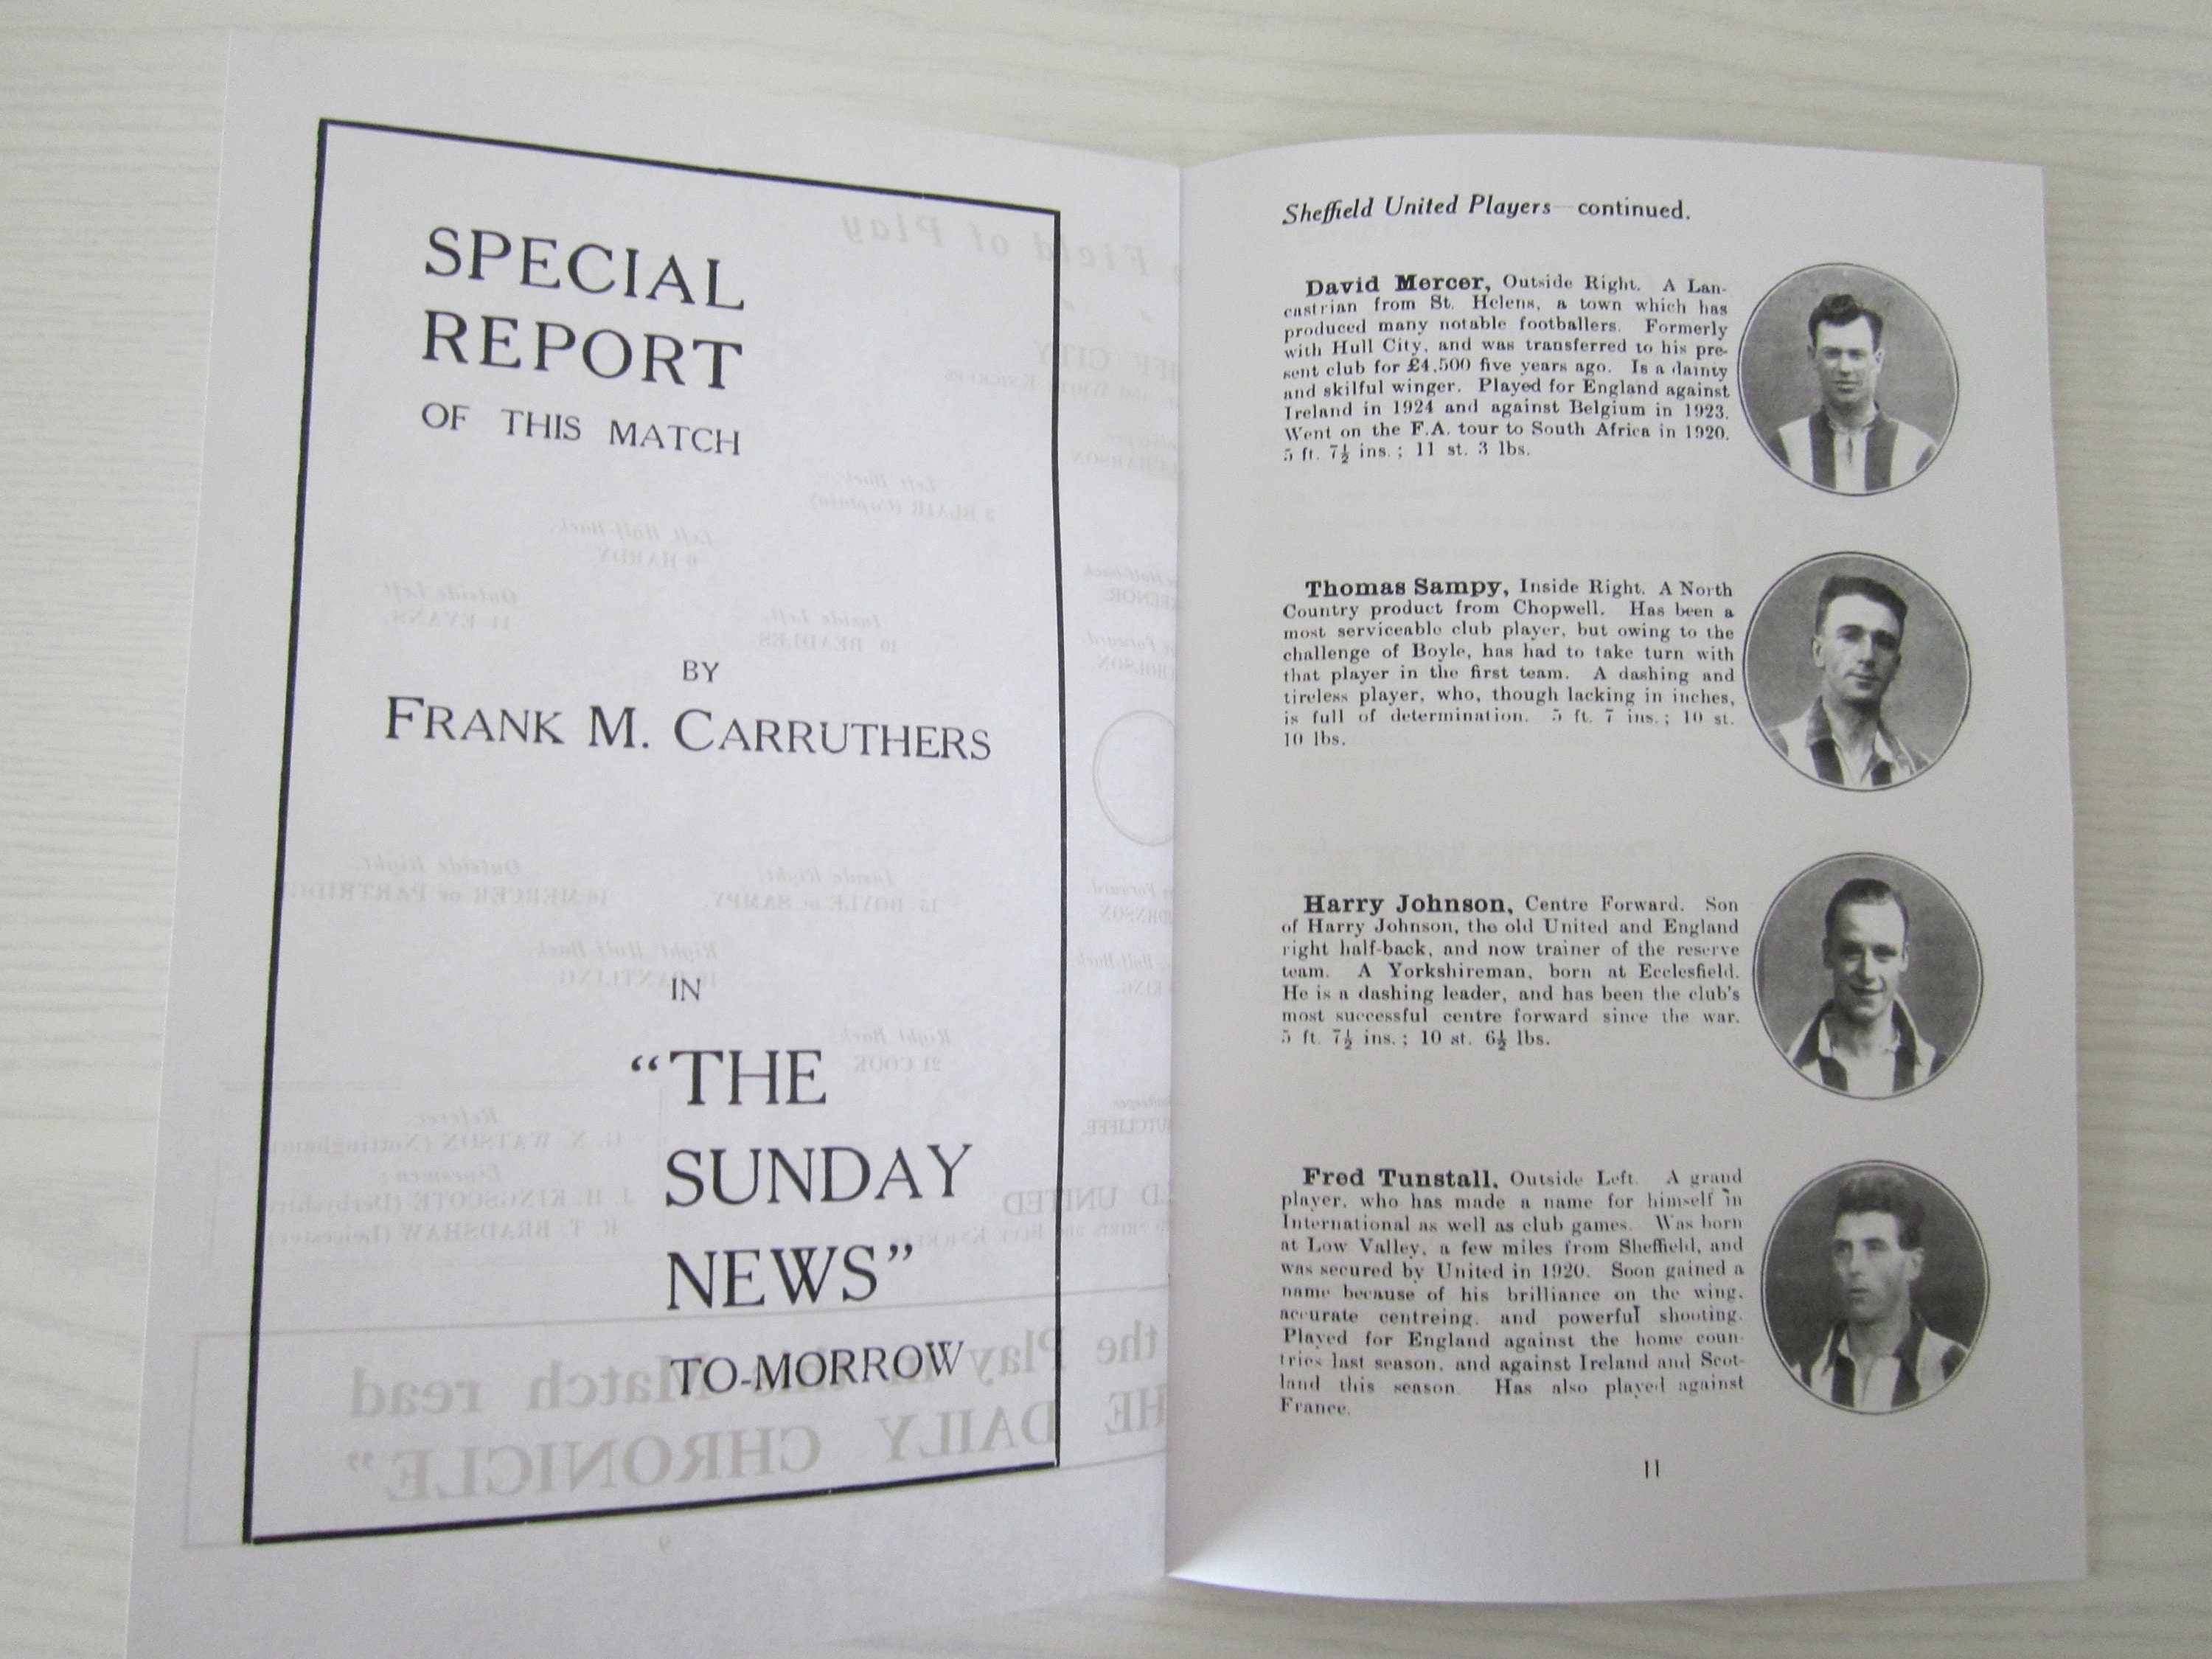 SPECIAL
REPORT
OF THIS MATCH
BY
FRANK M. CARRUTHERS
IN
“THE
SUNDAY
NEWS”
TO-MORROW
Sheffield United Players—continued.
David Mercer, Outside Right. A Lan-
castrian from St. Helens, a town which has
produced many notable footballers. Formerly
with Hull City, and was transferred to his pre-
sent club for £4,500 five years ago. Is a dainty
and skilful winger. Played for England against
Ireland in 1924 and against Belgium in 1923.
Went on the F.A. tour to South Africa in 1920.
5 ft. 7½ ins.; 11 st. 3 lbs.
Thomas Sampy, Inside Right. A North
Country product from Chopwell. Has been a
most serviceable club player, but owing to the
challenge of Boyle, has had to take turn with
that player in the first team. A dashing and
tireless player, who, though lacking in inches,
is full of determination. 5 ft. 7 ins.; 10 st.
10 lbs.
Harry Johnson, Centre Forward. Son
of Harry Johnson, the old United and England
right half-back, and now trainer of the reserve
team. A Yorkshireman, born at Ecclesfield.
He is a dashing leader, and has been the club's
most successful centre forward since the war.
5 ft. 7½ ins.; 10 st. 6½ lbs.
Fred Tunstall, Outside Left. A grand
player, who has made a name for himself in
International as well as club games. Was born
at Low Valley, a few miles from Sheffield, and
was secured by United in 1920. Soon gained a
name because of his brilliance on the wing,
accurate centreing, and powerful shooting.
Played for England against the home coun-
tries last season, and against Ireland and Scot-
land this season. Has also played against
France.
11